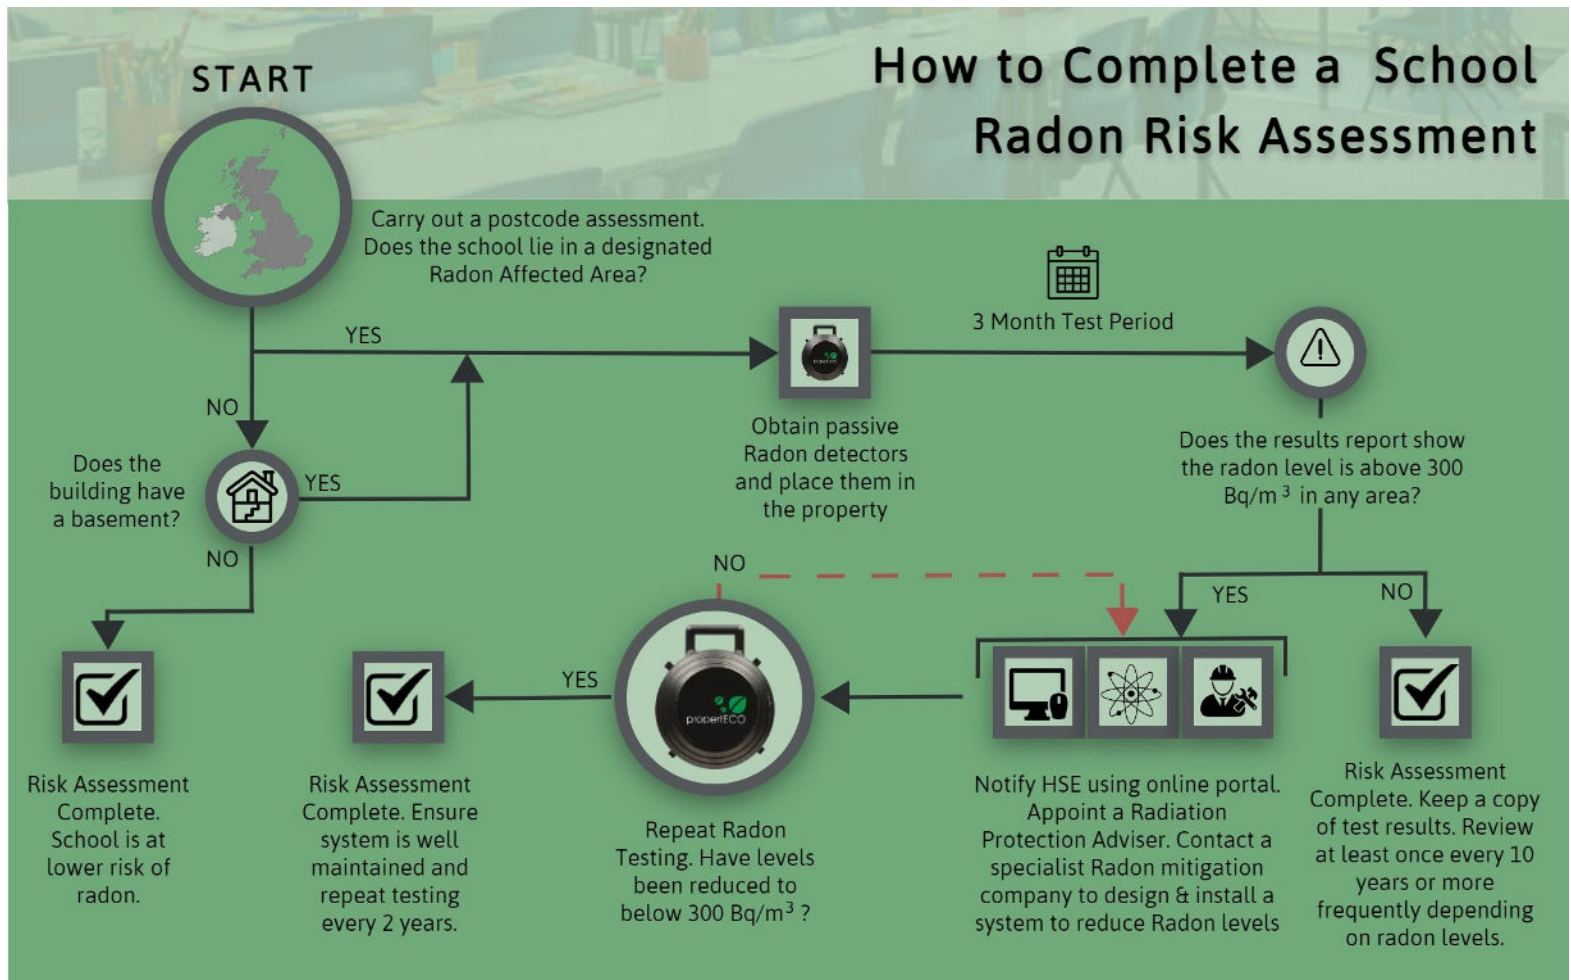 How to Complete a School
Radon Risk Assessment
START
Carry out a postcode assessment.
Does the school lie in a designated
Radon Affected Area?
YES
NO
3 Month Test Period
propertECO
Obtain passive
Radon detectors
and place them in
the property
Does the results report show
the radon level is above 300
Bq/m³ in any area?
Does the
building have
a basement?
YES
NO
NO
YES
NO
YES
propertECO
Risk Assessment
Complete.
School is at
lower risk of
radon.
Risk Assessment
Complete. Ensure
system is well
maintained and
repeat testing
every 2 years.
Repeat Radon
Testing. Have levels
been reduced to
below 300 Bq/m³ ?
Notify HSE using online portal.
Appoint a Radiation
Protection Adviser. Contact a
specialist Radon mitigation
company to design & install a
system to reduce Radon levels
Risk Assessment
Complete. Keep a copy
of test results. Review
at least once every 10
years or more
frequently depending
on radon levels.